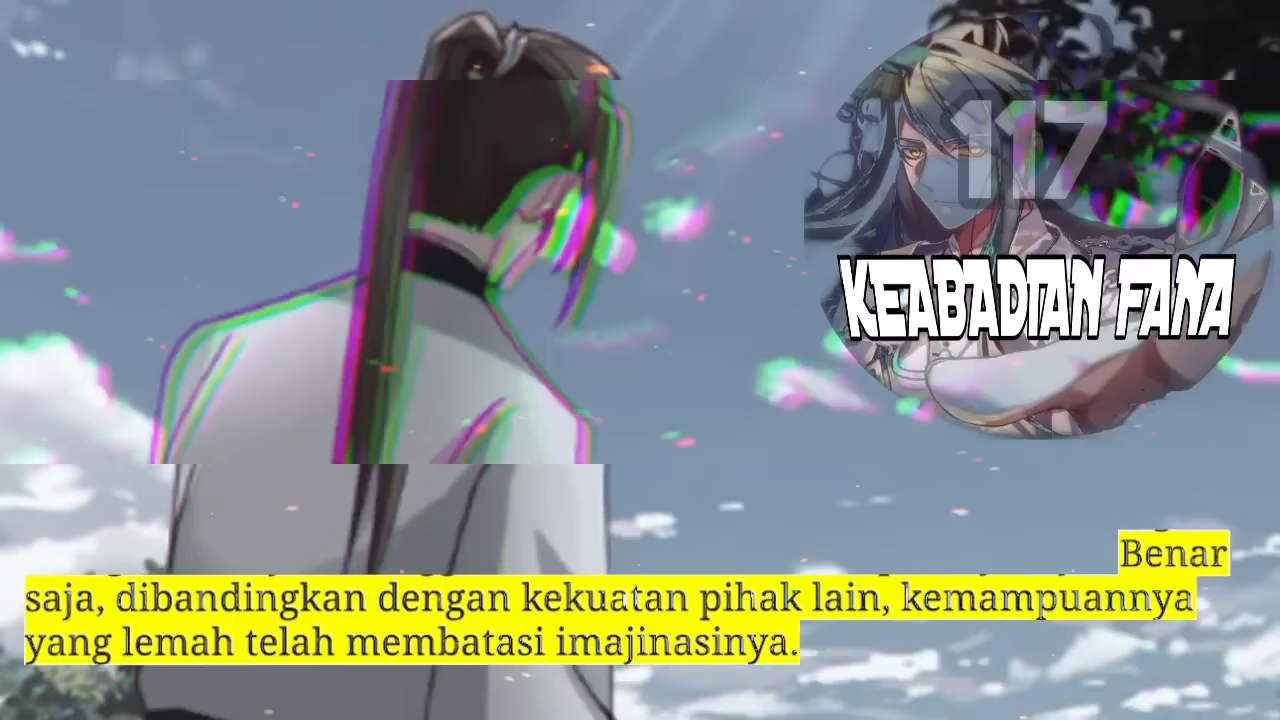 117
KEABADIAN FANA
Benar
saja, dibandingkan dengan kekuatan pihak lain, kemampuannya
yang lemah telah membatasi imajinasinya.